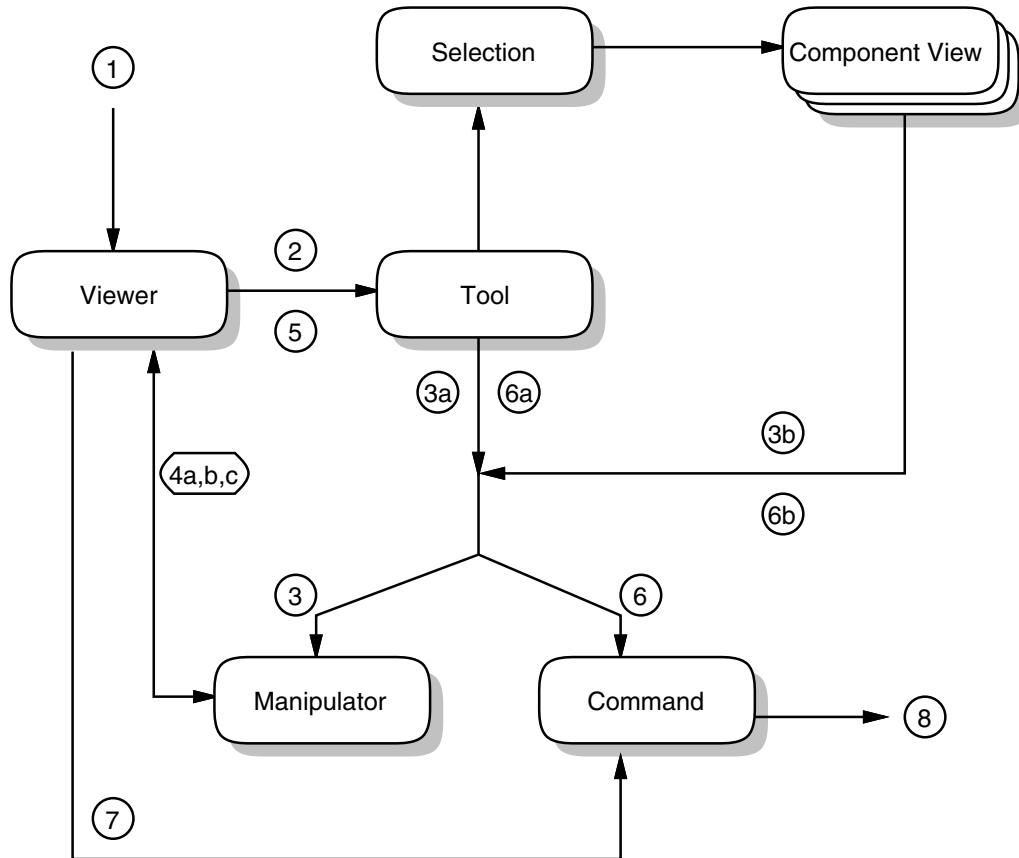 Selection
Component View
1
2
Viewer
Tool
5
3a
6a
3b
4a,b,c
6b
3
6
Manipulator
Command
8
7